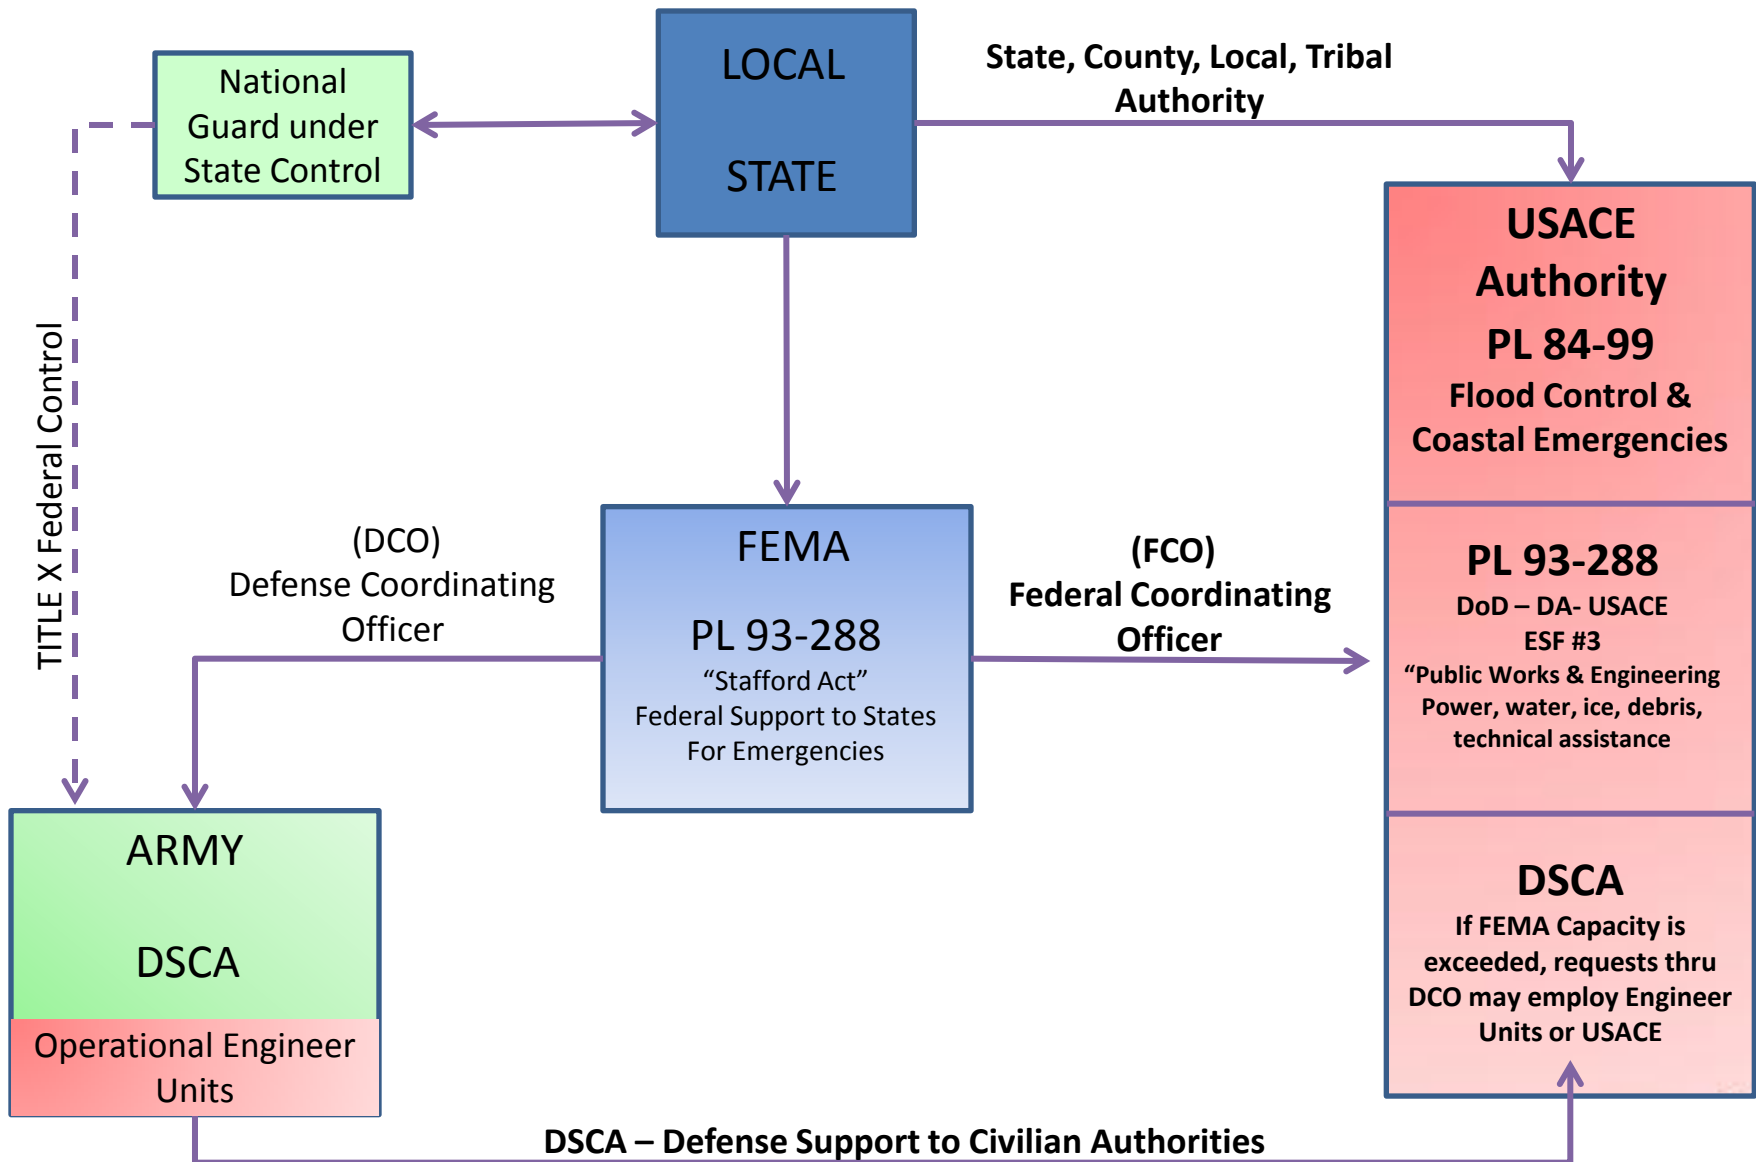 National
Guard under
State Control
LOCAL
STATE
State, County, Local, Tribal
Authority
USACE
Authority
PL 84-99
Flood Control &
Coastal Emergencies
TITLE X Federal Control
(DCO)
Defense Coordinating
Officer
FEMA
PL 93-288
“Stafford Act”
Federal Support to States
For Emergencies
(FCO)
Federal Coordinating
Officer
PL 93-288
DoD – DA- USACE
ESF #3
“Public Works & Engineering
Power, water, ice, debris,
technical assistance
ARMY
DSCA
Operational Engineer
Units
DSCA
If FEMA Capacity is
exceeded, requests thru
DCO may employ Engineer
Units or USACE
DSCA – Defense Support to Civilian Authorities